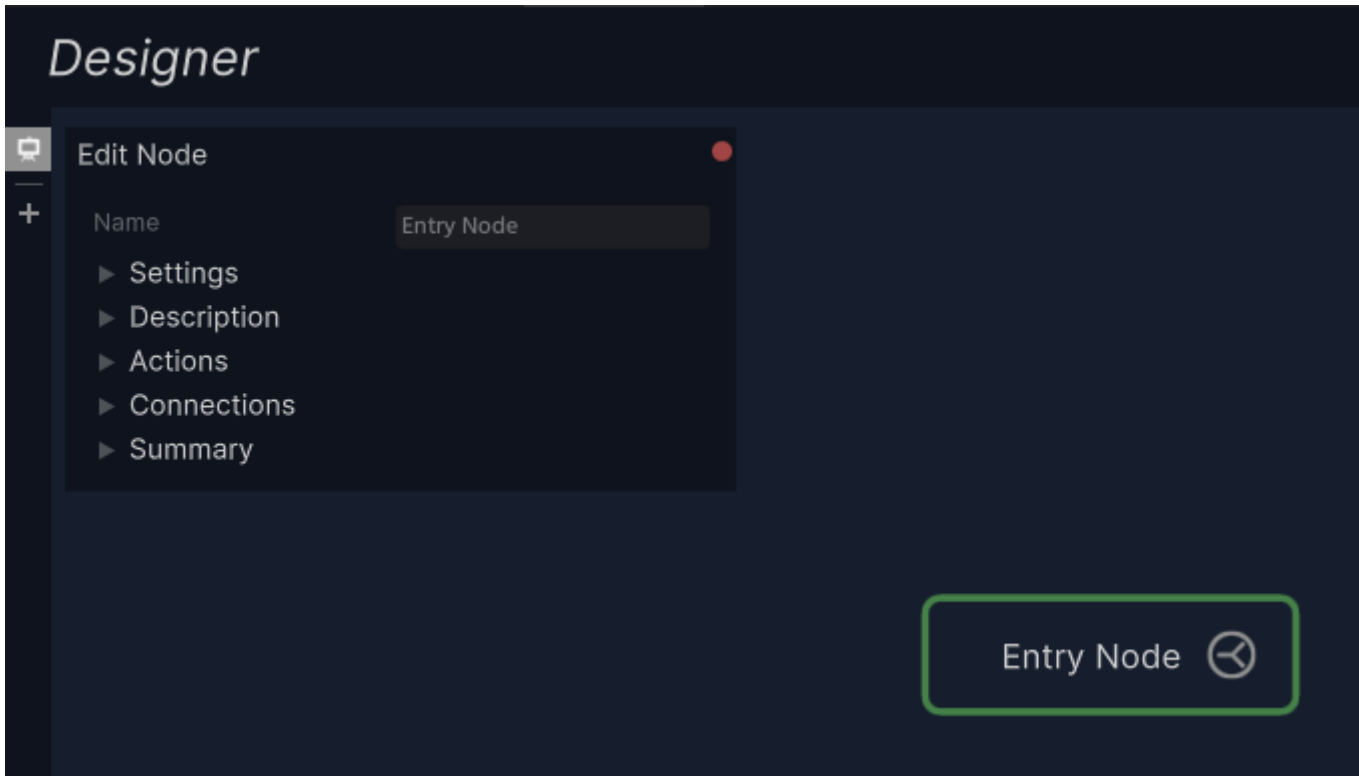 Designer
Edit Node
Name Entry Node
Settings
Description
Actions
Connections
Summary
Entry Node